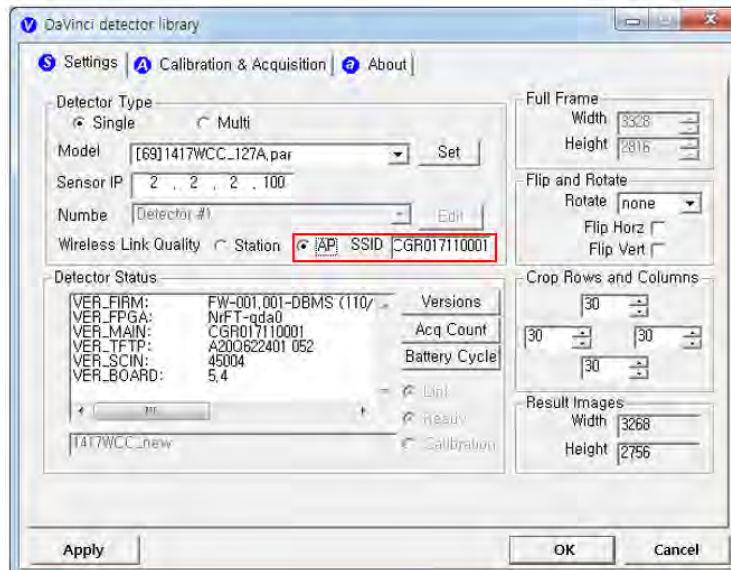 DaVinci detector library
Settings
Calibration & Acquisition
About
Detector Type
Single Multi
Model [69]1417WCC_127A,par Set
Sensor IP 2 . 2 . 2 . 100
Numbe Detector #1 Edit
Wireless Link Quality Station AP SSID CGR017110001
Detector Status
VER_FIRM: FW-001,001-DBMS (110/
VER_FPGA: NrFT-qda0
VER_MAIN: CGR017110001
VER_TFTP: A20O622401 052
VER_SCIN: 45004
VER_BOARD: 5,4
Versions
Acq Count
Battery Cycle
Link
Ready
Calibration
1417WCC_new
Full Frame
Width 3328
Height 2816
Flip and Rotate
Rotate none
Flip Horz
Flip Vert
Crop Rows and Columns
30
30 30
30
Result Images
Width 3268
Height 2756
Apply OK Cancel